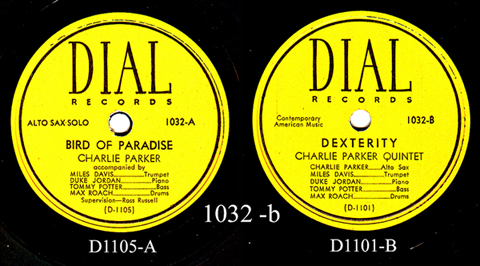 DIAL
RECORDS
ALTO SAX-SOLO 1032-A
BIRD OF PARADISE
CHARLIE PARKER
accompanied by
MILES DAVIS......Trumpet
DUKE JORDAN......Piano
TOMMY POTTER......Bass
MAX ROACH......Drums
Supervision—Ross Russell
(D-1105)
DIAL
RECORDS
Contemporary
American Music 1032-B
DEXTERITY
CHARLIE PARKER QUINTET
CHARLIE PARKER......Alto Sax
MILES DAVIS......Trumpet
DUKE JORDAN......Piano
TOMMY POTTER......Bass
MAX ROACH......Drums
(D-1101)
1032 -b
D1105-A
D1101-B